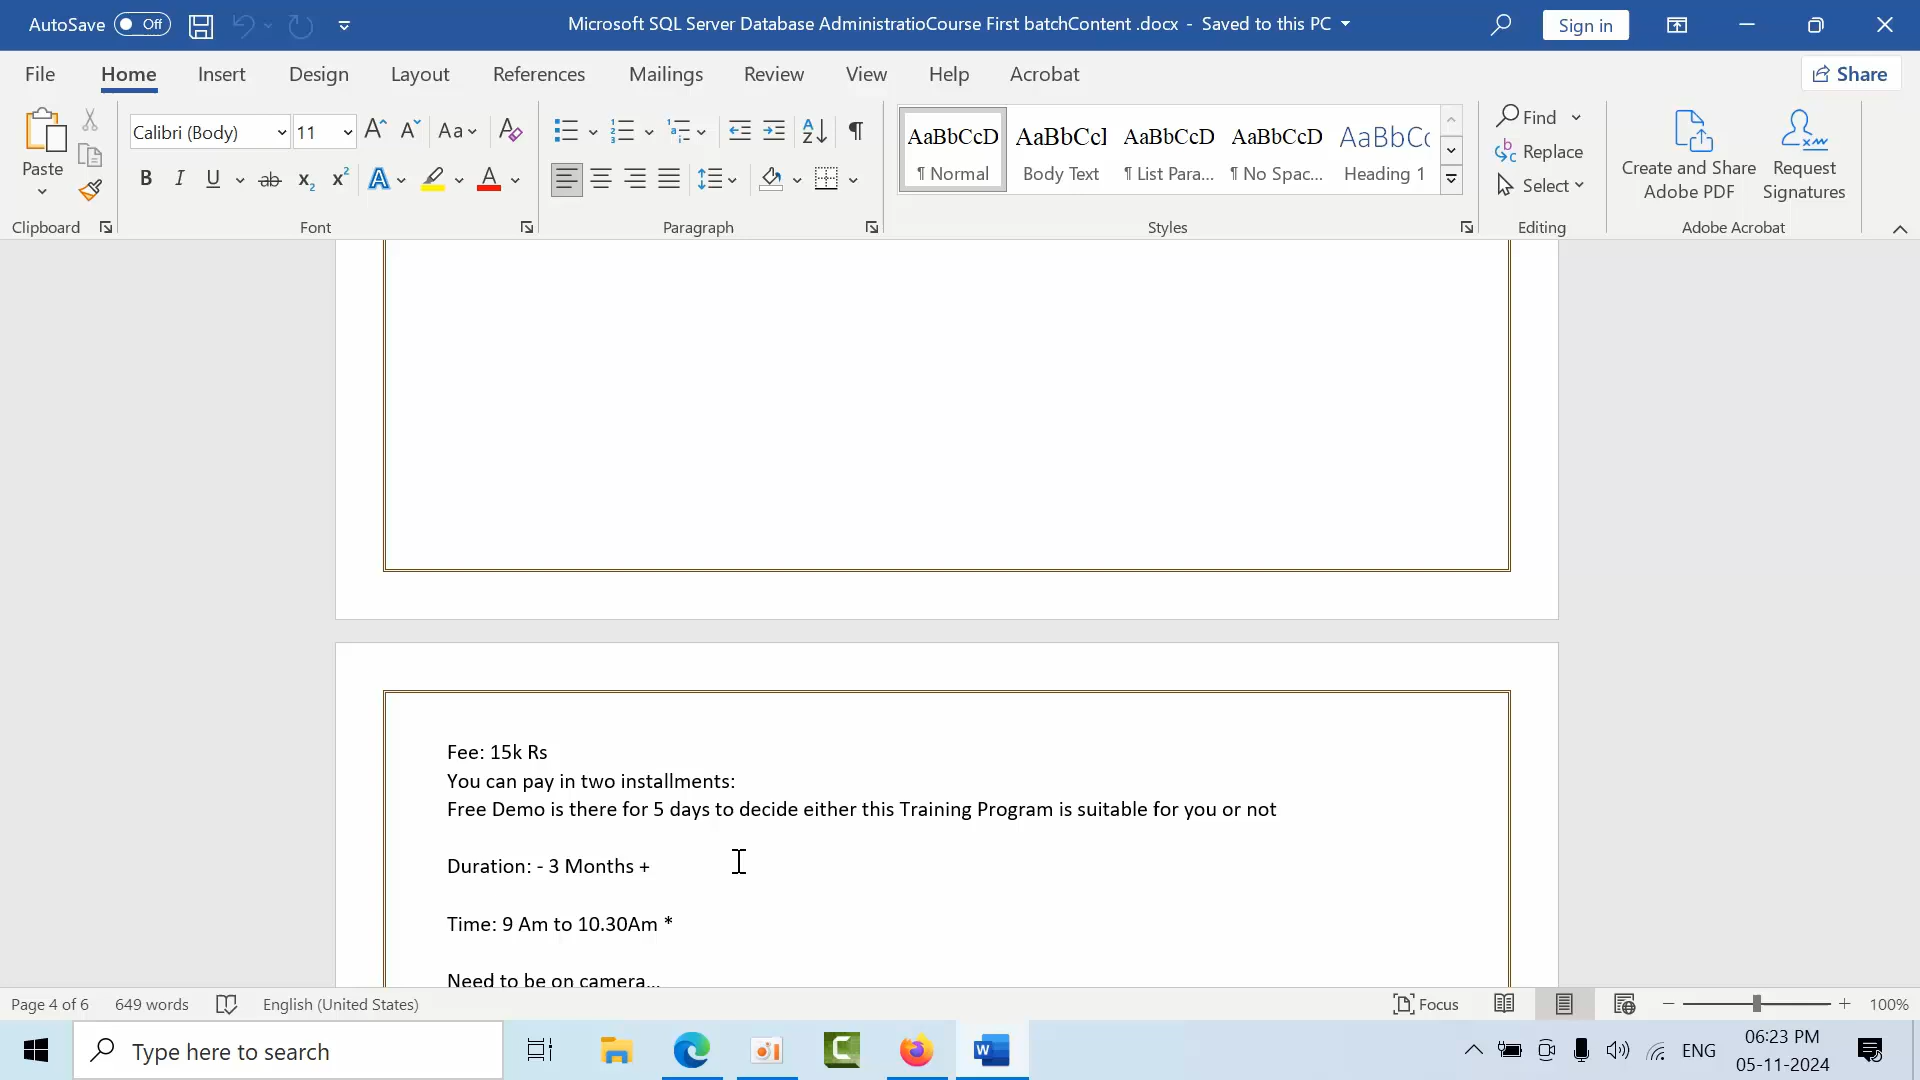 AutoSave Off
Microsoft SQL Server Database AdministratioCourse First batchContent .docx - Saved to this PC
Sign in
File Home Insert Design Layout References Mailings Review View Help Acrobat
Share
Paste
Clipboard
Calibri (Body) 11
Font
Paragraph
AaBbCcD AaBbCcI AaBbCcD AaBbCcD AaBbCc
¶ Normal Body Text ¶ List Para... ¶ No Spac... Heading 1
Styles
Find
Replace
Select
Editing
Create and Share Adobe PDF
Request Signatures
Adobe Acrobat
Fee: 15k Rs
You can pay in two installments:
Free Demo is there for 5 days to decide either this Training Program is suitable for you or not
Duration: - 3 Months +
Time: 9 Am to 10.30Am *
Need to be on camera...
Page 4 of 6 649 words English (United States) Focus 100%
Type here to search
ENG
06:23 PM
05-11-2024